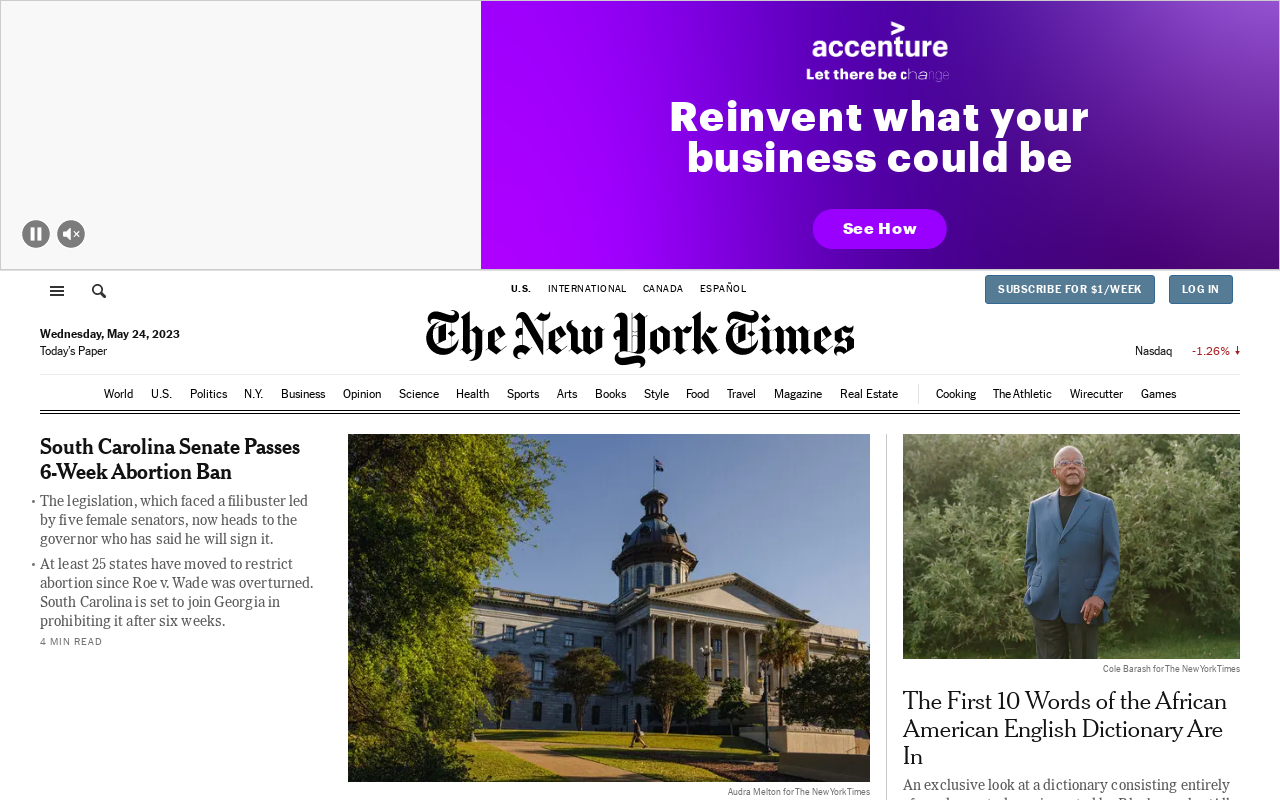 accenture
Let there be change
Reinvent what your
business could be
See How
U.S. INTERNATIONAL CANADA ESPAÑOL
SUBSCRIBE FOR $1/WEEK LOG IN
The New York Times
Wednesday, May 24, 2023
Today's Paper
Nasdaq -1.26%
World U.S. Politics N.Y. Business Opinion Science Health Sports Arts Books Style Food Travel Magazine Real Estate Cooking The Athletic Wirecutter Games
South Carolina Senate Passes
6-Week Abortion Ban
• The legislation, which faced a filibuster led
by five female senators, now heads to the
governor who has said he will sign it.
• At least 25 states have moved to restrict
abortion since Roe v. Wade was overturned.
South Carolina is set to join Georgia in
prohibiting it after six weeks.
4 MIN READ
Audra Melton for The New York Times
Cole Barash for The New York Times
The First 10 Words of the African
American English Dictionary Are
In
An exclusive look at a dictionary consisting entirely